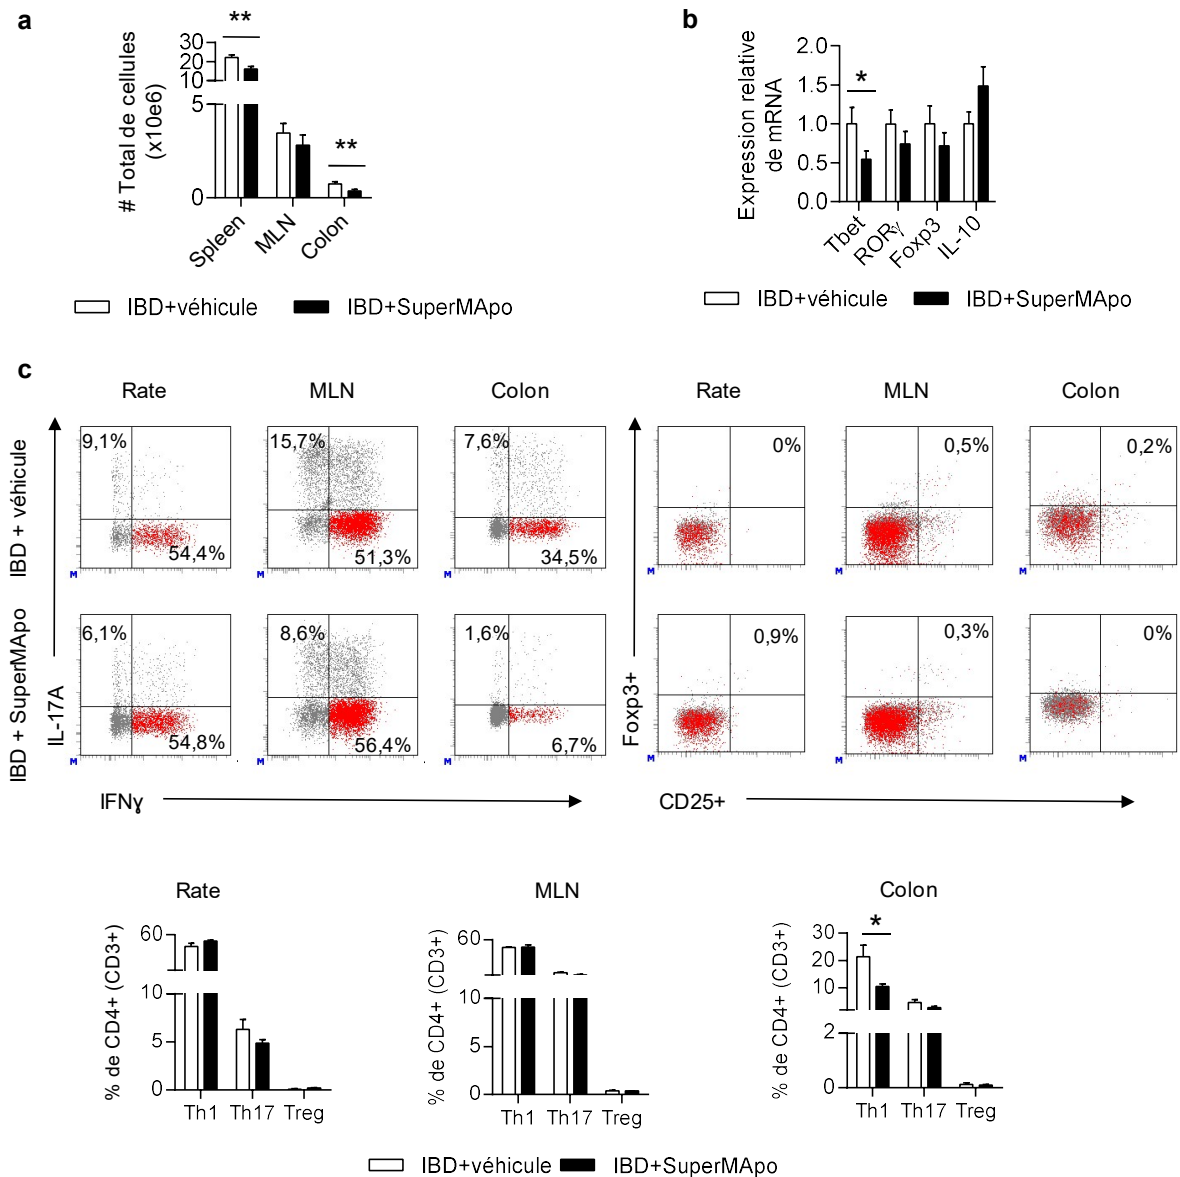 a
**
30
20
10
5
0
# Total de cellules
(x10e6)
**
Spleen
MLN
Colon
IBD+véhicule
IBD+SuperMApo
b
2.0
1.5
1.0
0.5
0.0
Expression relative
de mRNA
*
Tbet
RORγ
Foxp3
IL-10
IBD+véhicule
IBD+SuperMApo
c
Rate
MLN
Colon
Rate
MLN
Colon
IBD + véhicule
9,1%
54,4%
15,7%
51,3%
7,6%
34,5%
0%
0,5%
0,2%
M
M
M
M
M
M
IBD + SuperMApo
IL-17A
6,1%
54,8%
8,6%
56,4%
1,6%
6,7%
Foxp3+
0,9%
0,3%
0%
M
M
M
M
M
M
IFNɣ
CD25+
Rate
% de CD4+ (CD3+)
60
10
5
0
Th1
Th17
Treg
MLN
% de CD4+ (CD3+)
60
10
5
0
Th1
Th17
Treg
Colon
% de CD4+ (CD3+)
*
30
20
10
2
0
Th1
Th17
Treg
IBD+véhicule
IBD+SuperMApo